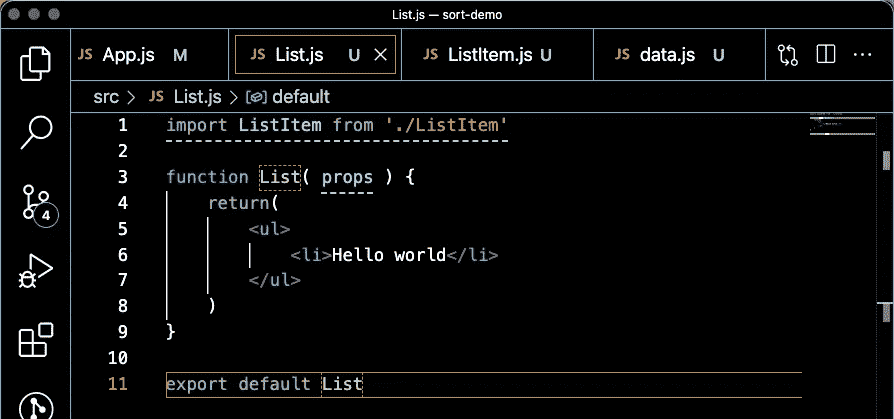 List.js — sort-demo
JS App.js M
JS List.js U
JS ListItem.js U
JS data.js U
src > JS List.js > default
1 import ListItem from './ListItem'
2
3 function List( props ) {
4 return(
5 <ul>
6 <li>Hello world</li>
7 </ul>
8 )
9 }
10
11 export default List
4